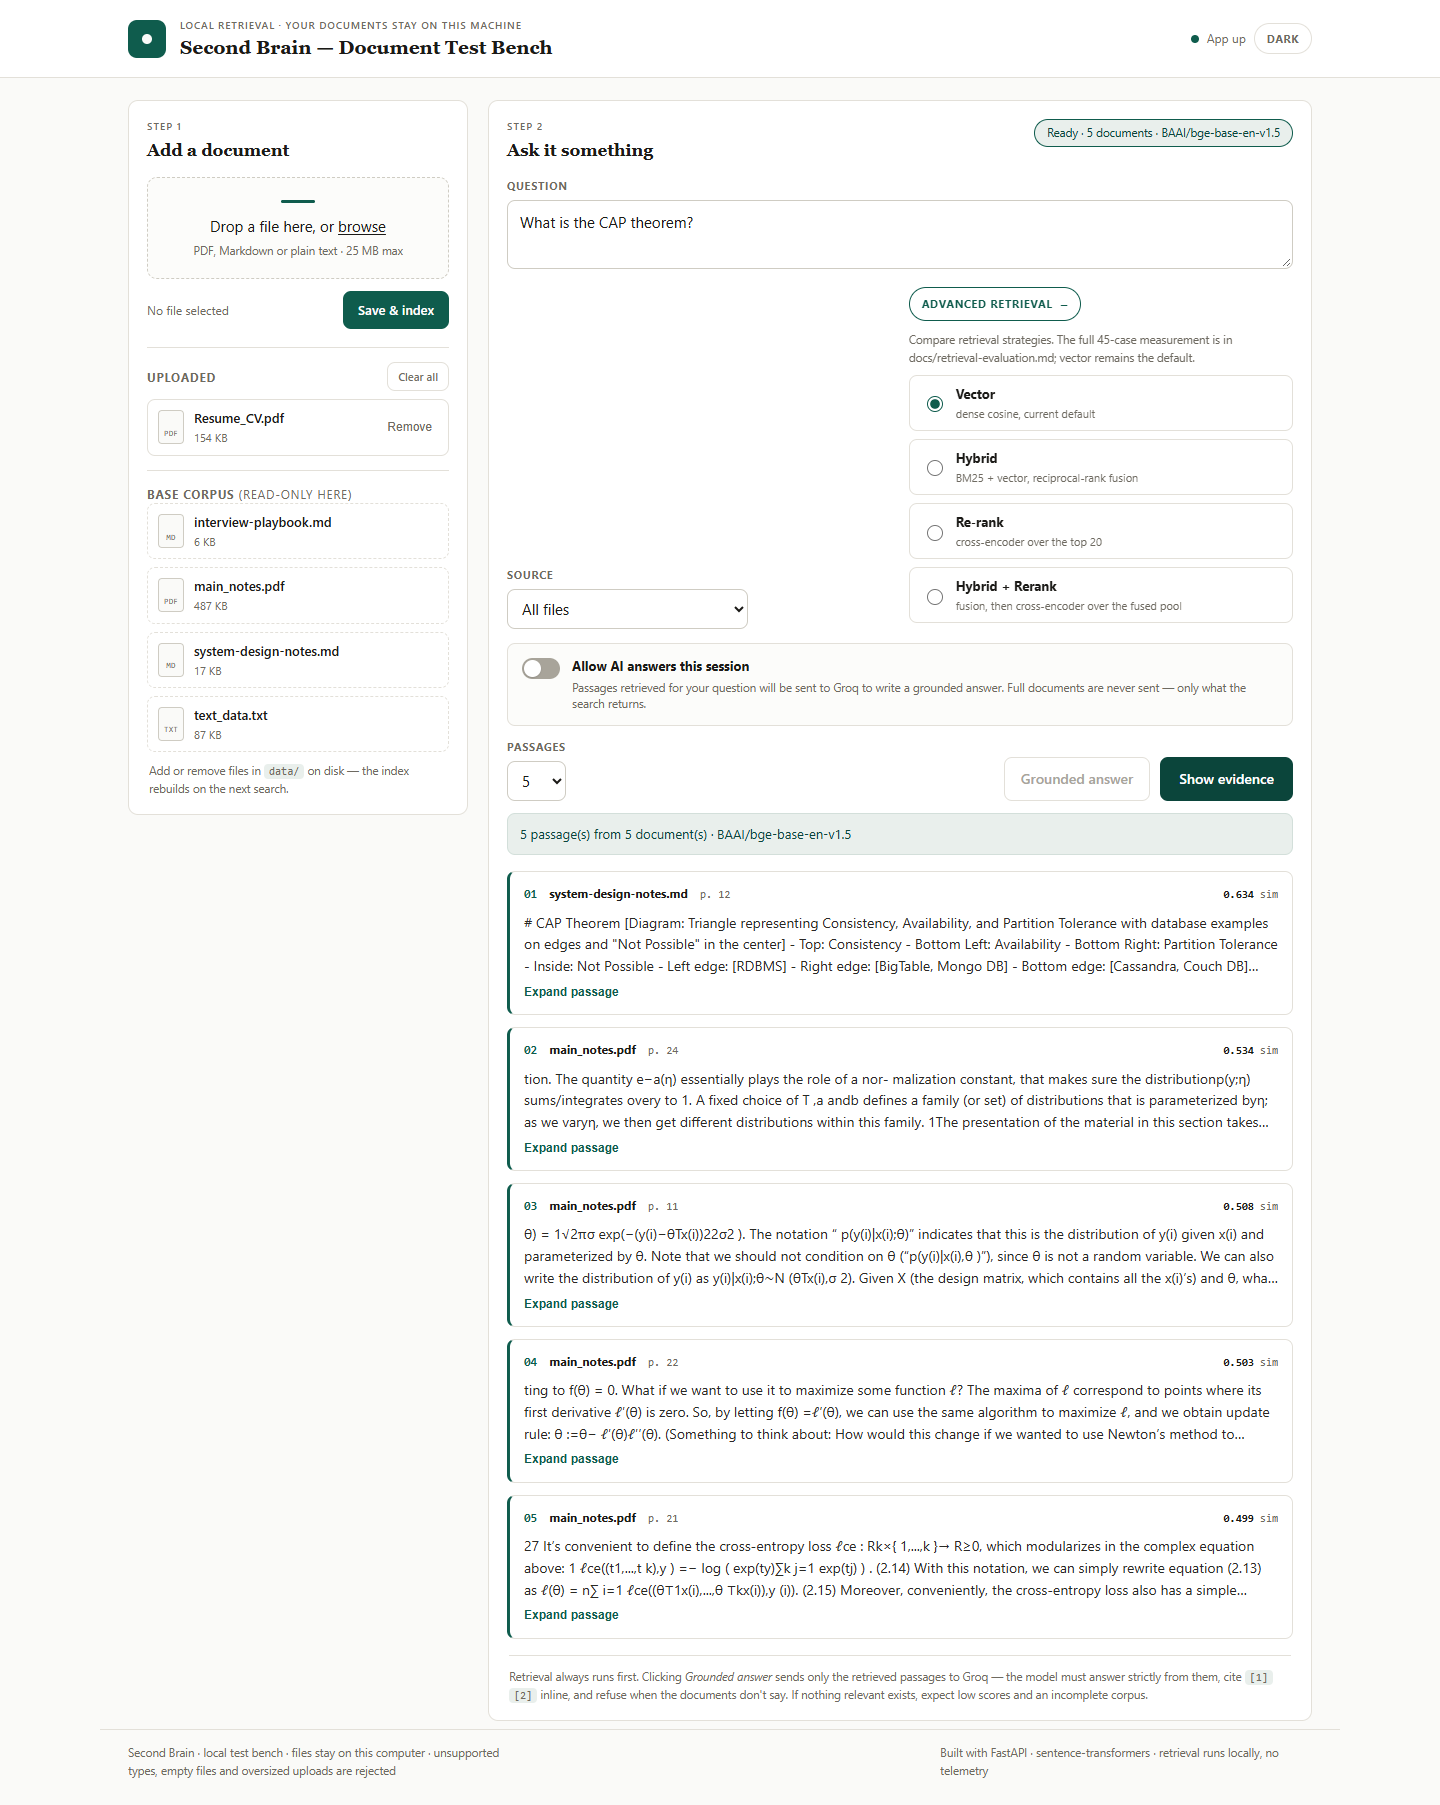 LOCAL RETRIEVAL · YOUR DOCUMENTS STAY ON THIS MACHINE
Second Brain — Document Test Bench
App up
DARK
STEP 1
Add a document
Drop a file here, or browse
PDF, Markdown or plain text · 25 MB max
No file selected
Save & index
UPLOADED
Clear all
PDF
Resume_CV.pdf
154 KB
Remove
BASE CORPUS (READ-ONLY HERE)
MD
interview-playbook.md
6 KB
PDF
main_notes.pdf
487 KB
MD
system-design-notes.md
17 KB
TXT
text_data.txt
87 KB
Add or remove files in data/ on disk — the index
rebuilds on the next search.
STEP 2
Ask it something
Ready · 5 documents · BAAI/bge-base-en-v1.5
QUESTION
What is the CAP theorem?
ADVANCED RETRIEVAL –
Compare retrieval strategies. The full 45-case measurement is in
docs/retrieval-evaluation.md; vector remains the default.
Vector
dense cosine, current default
Hybrid
BM25 + vector, reciprocal-rank fusion
Re-rank
cross-encoder over the top 20
Hybrid + Rerank
fusion, then cross-encoder over the fused pool
SOURCE
All files
Allow AI answers this session
Passages retrieved for your question will be sent to Groq to write a grounded answer. Full documents are never sent — only what the
search returns.
PASSAGES
5
Grounded answer
Show evidence
5 passage(s) from 5 document(s) · BAAI/bge-base-en-v1.5
01 system-design-notes.md p. 12 0.634 sim
# CAP Theorem [Diagram: Triangle representing Consistency, Availability, and Partition Tolerance with database examples
on edges and "Not Possible" in the center] - Top: Consistency - Bottom Left: Availability - Bottom Right: Partition Tolerance
- Inside: Not Possible - Left edge: [RDBMS] - Right edge: [BigTable, Mongo DB] - Bottom edge: [Cassandra, Couch DB]...
Expand passage
02 main_notes.pdf p. 24 0.534 sim
tion. The quantity e−a(η) essentially plays the role of a nor- malization constant, that makes sure the distributionp(y;η)
sums/integrates overy to 1. A fixed choice of T ,a andb defines a family (or set) of distributions that is parameterized byη;
as we varyη, we then get different distributions within this family. 1The presentation of the material in this section takes...
Expand passage
03 main_notes.pdf p. 11 0.508 sim
θ) = 1√2πσ exp(−(y(i)−θTx(i))22σ2 ). The notation “ p(y(i)|x(i);θ)” indicates that this is the distribution of y(i) given x(i) and
parameterized by θ. Note that we should not condition on θ (“p(y(i)|x(i),θ )”), since θ is not a random variable. We can also
write the distribution of y(i) as y(i)|x(i);θ∼N (θTx(i),σ 2). Given X (the design matrix, which contains all the x(i)’s) and θ, wha...
Expand passage
04 main_notes.pdf p. 22 0.503 sim
ting to f(θ) = 0. What if we want to use it to maximize some function ℓ? The maxima of ℓ correspond to points where its
first derivative ℓ′(θ) is zero. So, by letting f(θ) =ℓ′(θ), we can use the same algorithm to maximize ℓ, and we obtain update
rule: θ :=θ− ℓ′(θ)ℓ′′(θ). (Something to think about: How would this change if we wanted to use Newton’s method to...
Expand passage
05 main_notes.pdf p. 21 0.499 sim
27 It’s convenient to define the cross-entropy loss ℓce : Rk×{ 1,...,k }→ R≥0, which modularizes in the complex equation
above: 1 ℓce((t1,...,t k),y ) =− log ( exp(ty)∑k j=1 exp(tj) ) . (2.14) With this notation, we can simply rewrite equation (2.13)
as ℓ(θ) = n∑ i=1 ℓce((θ⊤1x(i),...,θ ⊤kx(i)),y (i)). (2.15) Moreover, conveniently, the cross-entropy loss also has a simple...
Expand passage
Retrieval always runs first. Clicking Grounded answer sends only the retrieved passages to Groq — the model must answer strictly from them, cite [1]
[2] inline, and refuse when the documents don't say. If nothing relevant exists, expect low scores and an incomplete corpus.
Second Brain · local test bench · files stay on this computer · unsupported
types, empty files and oversized uploads are rejected
Built with FastAPI · sentence-transformers · retrieval runs locally, no
telemetry